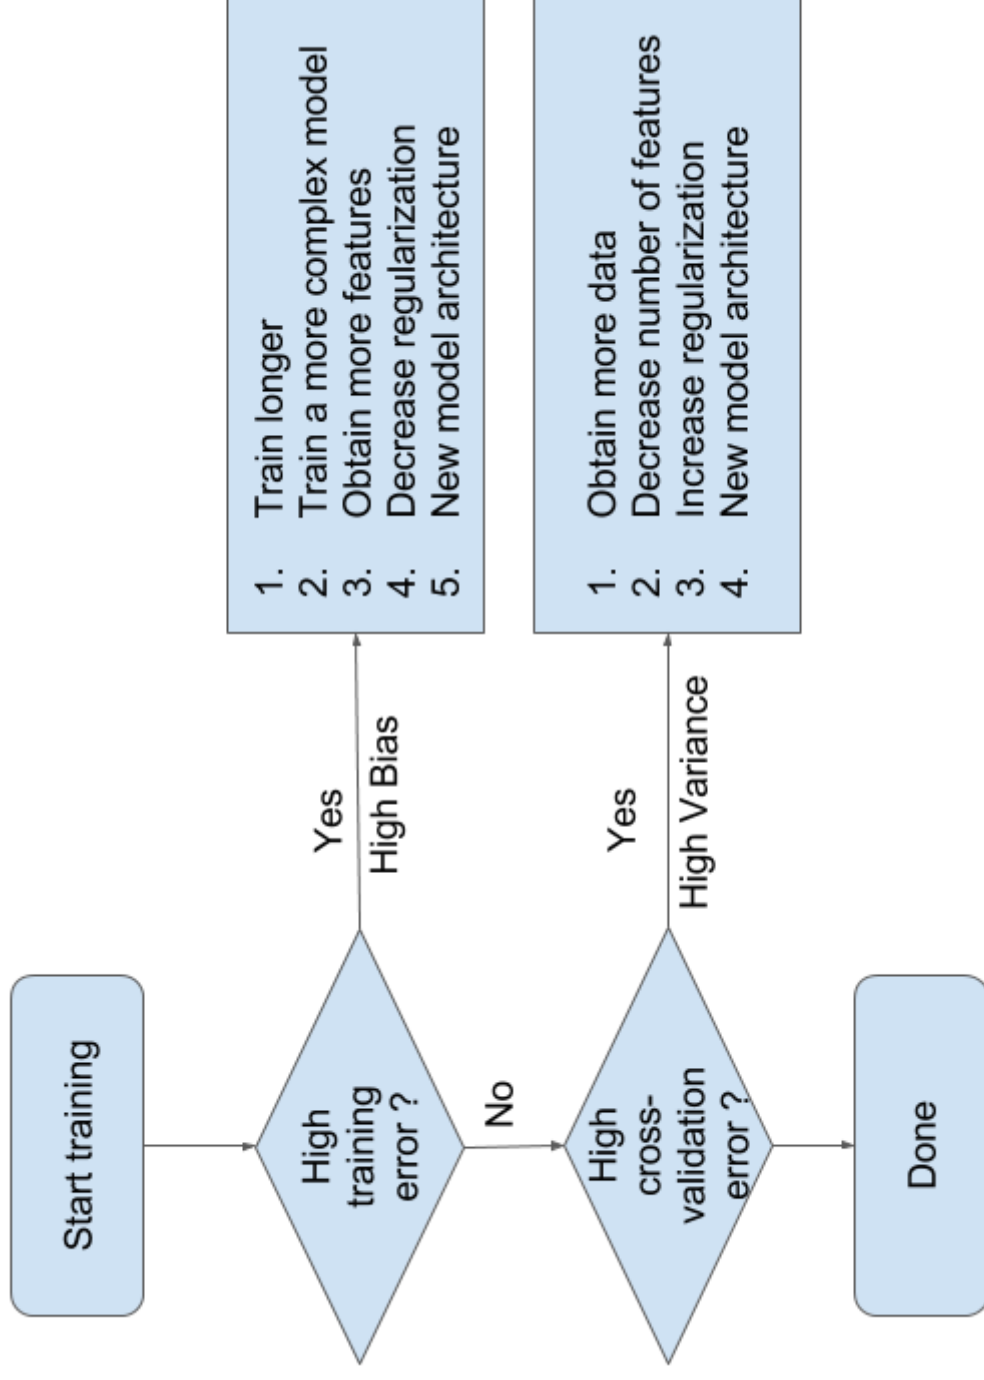 Start training
High
training
error ?
Yes
High Bias
1. Train longer
2. Train a more complex model
3. Obtain more features
4. Decrease regularization
5. New model architecture
No
High
cross-
validation
error ?
Yes
High Variance
1. Obtain more data
2. Decrease number of features
3. Increase regularization
4. New model architecture
Done